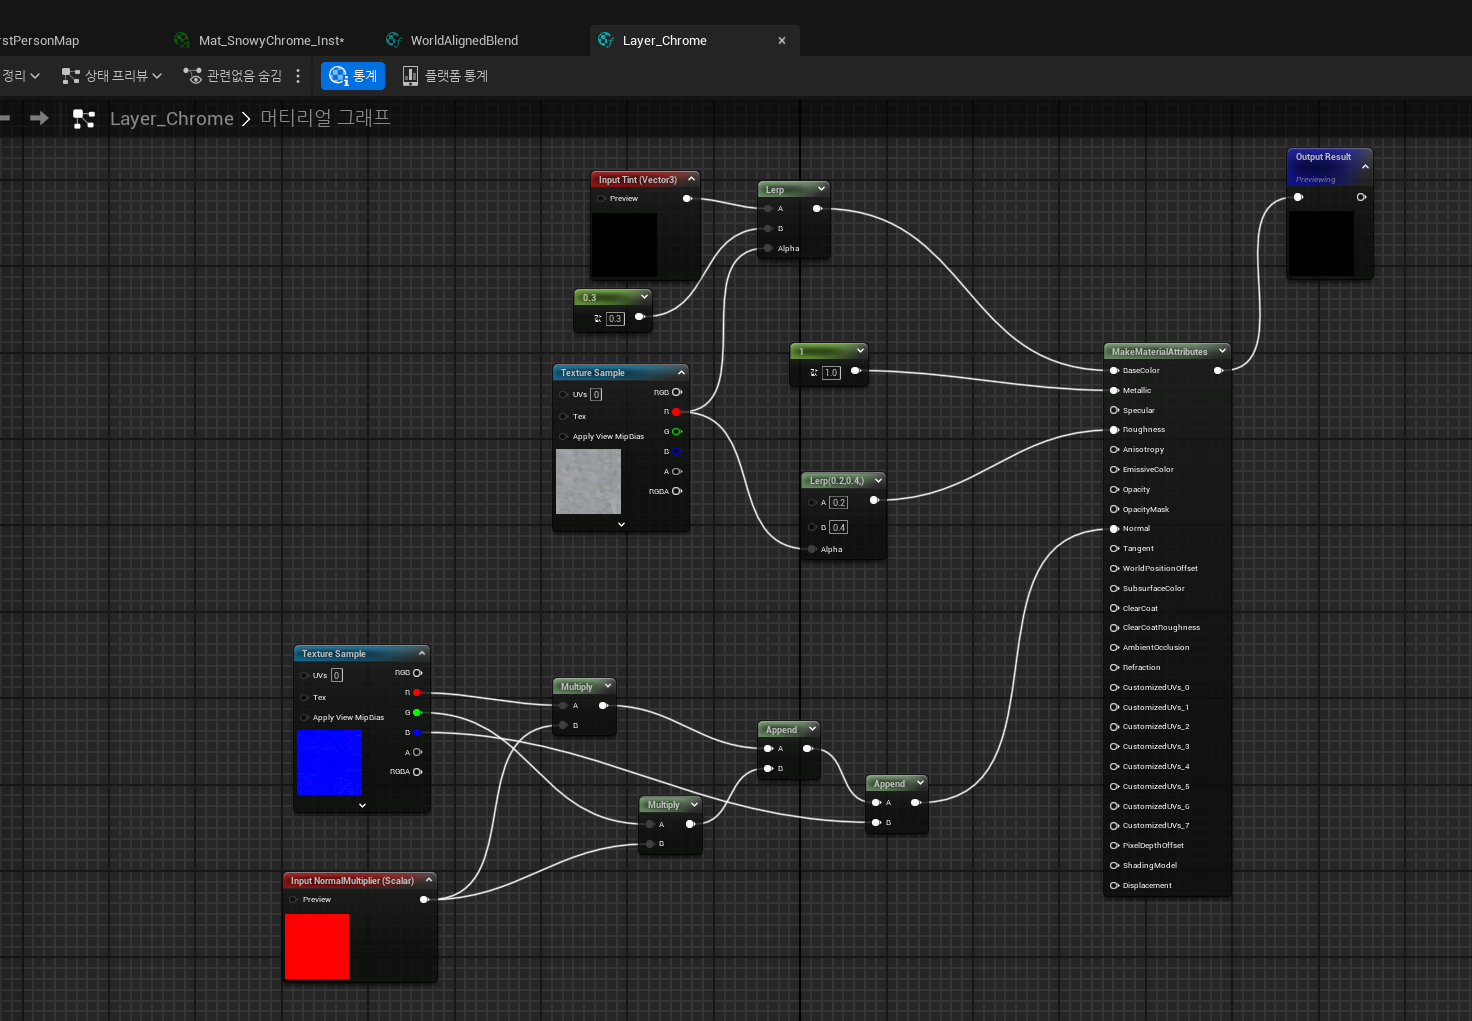 rstPersonMap
Mat_SnowyChrome_Inst*
WorldAlignedBlend
Layer_Chrome
정리
상태 프리뷰
관련없음 숨김
통계
플랫폼 통계
Layer_Chrome > 머티리얼 그래프
Input Tint (Vector3)
Preview
0.3
값 0.3
Lerp
A
B
Alpha
Output Result
Previewing
1
값 1.0
Texture Sample
UVs 0
Tex
Apply View MipBias
RGB
R
G
B
A
RGBA
Lerp(0.2,0.4,)
A 0.2
B 0.4
Alpha
MakeMaterialAttributes
BaseColor
Metallic
Specular
Roughness
Anisotropy
EmissiveColor
Opacity
OpacityMask
Normal
Tangent
WorldPositionOffset
SubsurfaceColor
ClearCoat
ClearCoatRoughness
AmbientOcclusion
Refraction
CustomizedUVs_0
CustomizedUVs_1
CustomizedUVs_2
CustomizedUVs_3
CustomizedUVs_4
CustomizedUVs_5
CustomizedUVs_6
CustomizedUVs_7
PixelDepthOffset
ShadingModel
Displacement
Texture Sample
UVs 0
Tex
Apply View MipBias
RGB
R
G
B
A
RGBA
Multiply
A
B
Multiply
A
B
Append
A
B
Append
A
B
Input NormalMultiplier (Scalar)
Preview